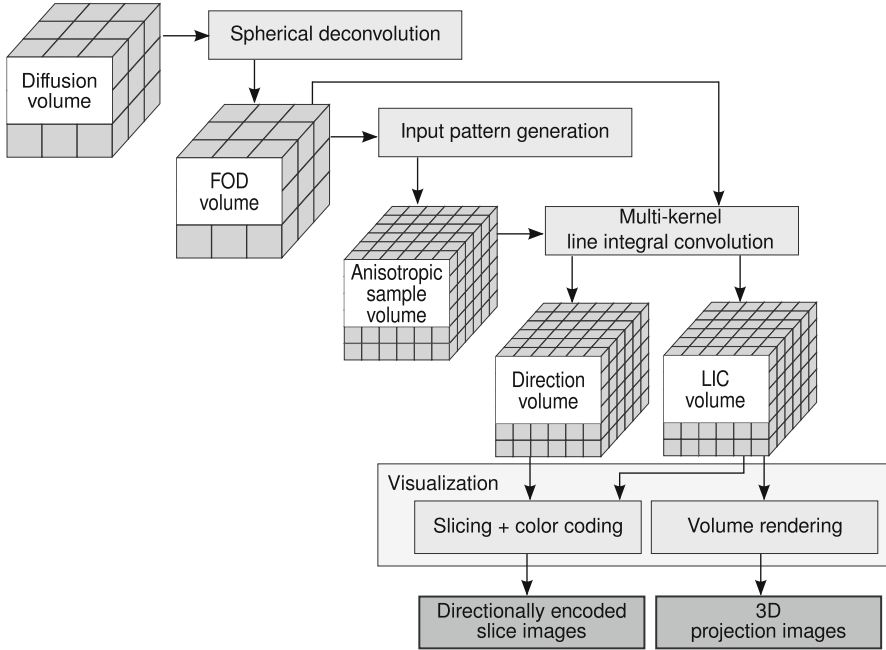 Spherical deconvolution
Diffusion
volume
Input pattern generation
FOD
volume
Multi-kernel
line integral convolution
Anisotropic
sample
volume
Direction
volume
LIC
volume
Visualization
Slicing + color coding
Volume rendering
Directionally encoded
slice images
3D
projection images